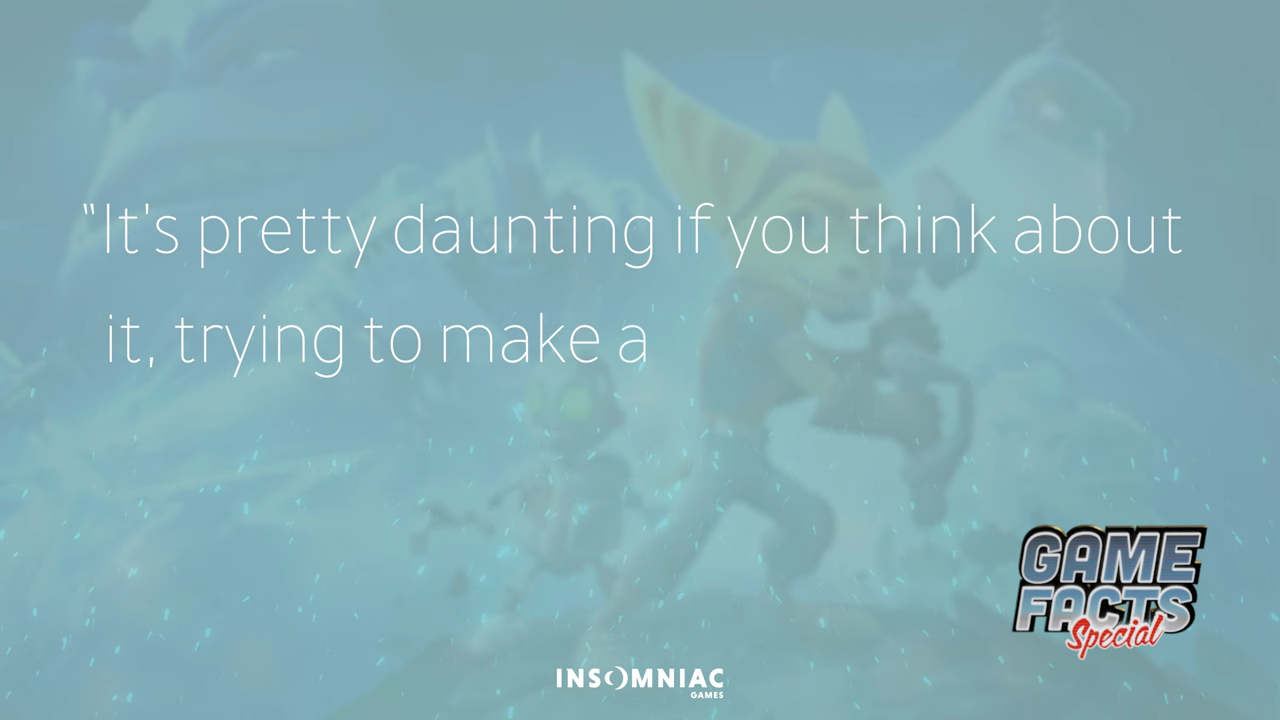 “It's pretty daunting if you think about
it, trying to make a
GAME
FACTS
Special
INSOMNIAC
GAMES